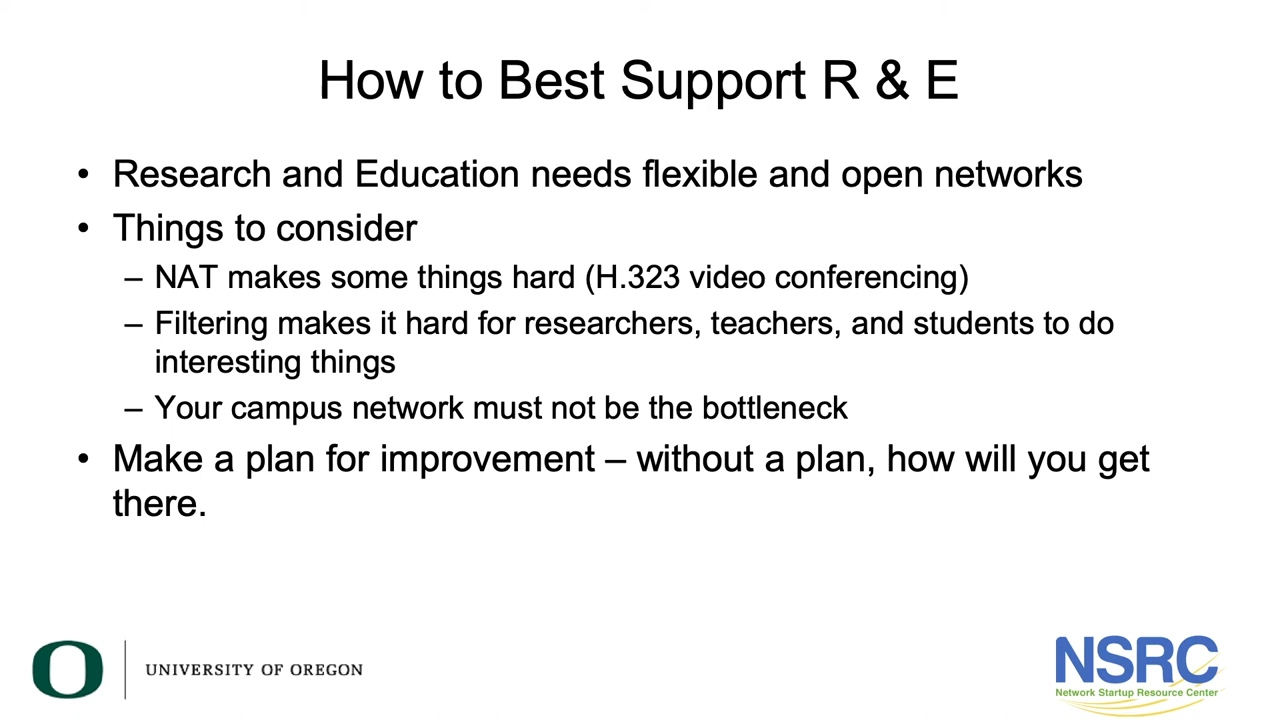 How to Best Support R & E
• Research and Education needs flexible and open networks
• Things to consider
– NAT makes some things hard (H.323 video conferencing)
– Filtering makes it hard for researchers, teachers, and students to do
interesting things
– Your campus network must not be the bottleneck
• Make a plan for improvement – without a plan, how will you get
there.
O
UNIVERSITY OF OREGON
NSRC
Network Startup Resource Center